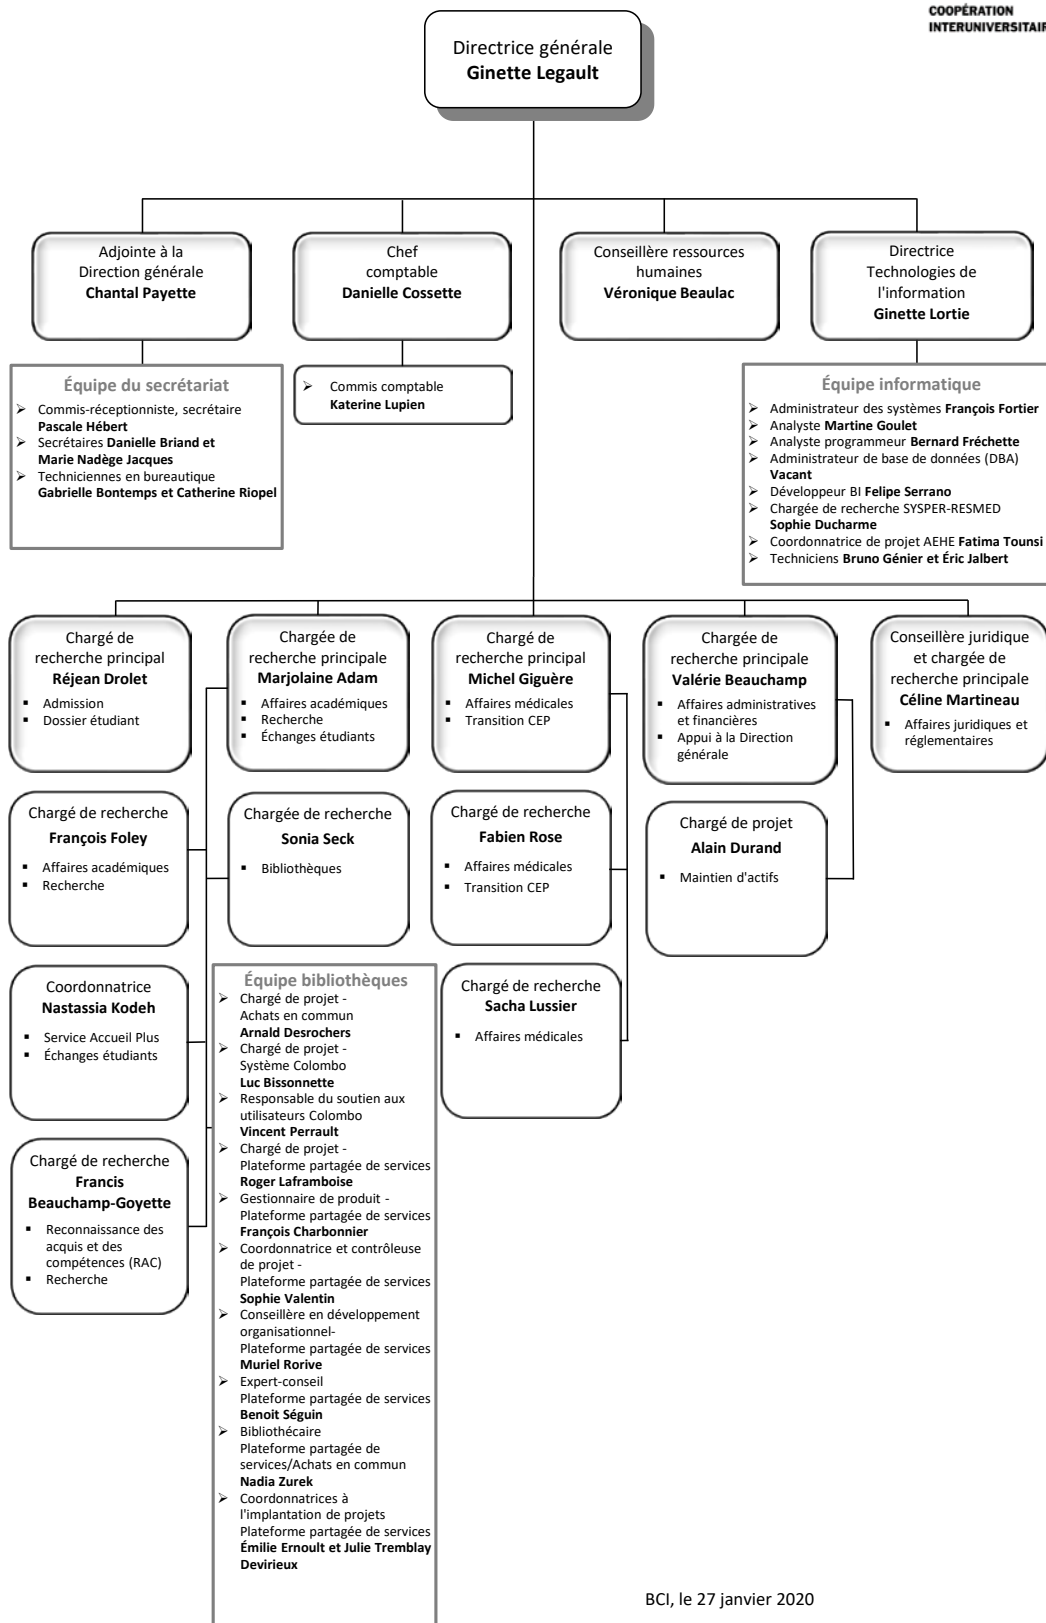 COOPÉRATION
INTERUNIVERSITAIR
Directrice générale
Ginette Legault
Adjointe à la
Direction générale
Chantal Payette
Chef
comptable
Danielle Cossette
Conseillère ressources
humaines
Véronique Beaulac
Directrice
Technologies de
l'information
Ginette Lortie
Équipe du secrétariat
➢ Commis-réceptionniste, secrétaire
Pascale Hébert
➢ Secrétaires Danielle Briand et
Marie Nadège Jacques
➢ Techniciennes en bureautique
Gabrielle Bontemps et Catherine Riopel
➢ Commis comptable
Katerine Lupien
Équipe informatique
➢ Administrateur des systèmes François Fortier
➢ Analyste Martine Goulet
➢ Analyste programmeur Bernard Fréchette
➢ Administrateur de base de données (DBA)
Vacant
➢ Développeur BI Felipe Serrano
➢ Chargée de recherche SYSPER-RESMED
Sophie Ducharme
➢ Coordonnatrice de projet AEHE Fatima Tounsi
➢ Techniciens Bruno Génier et Éric Jalbert
Chargé de
recherche principal
Réjean Drolet
▪ Admission
▪ Dossier étudiant
Chargée de
recherche principale
Marjolaine Adam
▪ Affaires académiques
▪ Recherche
▪ Échanges étudiants
Chargé de
recherche principal
Michel Giguère
▪ Affaires médicales
▪ Transition CEP
Chargée de
recherche principale
Valérie Beauchamp
▪ Affaires administratives
et financières
▪ Appui à la Direction
générale
Conseillère juridique
et chargée de
recherche principale
Céline Martineau
▪ Affaires juridiques et
réglementaires
Chargé de recherche
François Foley
▪ Affaires académiques
▪ Recherche
Chargée de recherche
Sonia Seck
▪ Bibliothèques
Chargé de recherche
Fabien Rose
▪ Affaires médicales
▪ Transition CEP
Chargé de projet
Alain Durand
▪ Maintien d'actifs
Coordonnatrice
Nastassia Kodeh
▪ Service Accueil Plus
▪ Échanges étudiants
Équipe bibliothèques
➢ Chargé de projet -
Achats en commun
Arnald Desrochers
➢ Chargé de projet -
Système Colombo
Luc Bissonnette
➢ Responsable du soutien aux
utilisateurs Colombo
Vincent Perrault
➢ Chargé de projet -
Plateforme partagée de services
Roger Laframboise
➢ Gestionnaire de produit -
Plateforme partagée de services
François Charbonnier
➢ Coordonnatrice et contrôleuse
de projet -
Plateforme partagée de services
Sophie Valentin
➢ Conseillère en développement
organisationnel-
Plateforme partagée de services
Muriel Rorive
➢ Expert-conseil
Plateforme partagée de services
Benoit Séguin
➢ Bibliothécaire
Plateforme partagée de
services/Achats en commun
Nadia Zurek
➢ Coordonnatrices à
l'implantation de projets
Plateforme partagée de services
Émilie Ernoult et Julie Tremblay
Devirieux
Chargé de recherche
Sacha Lussier
▪ Affaires médicales
Chargé de recherche
Francis
Beauchamp-Goyette
▪ Reconnaissance des
acquis et des
compétences (RAC)
▪ Recherche
BCI, le 27 janvier 2020